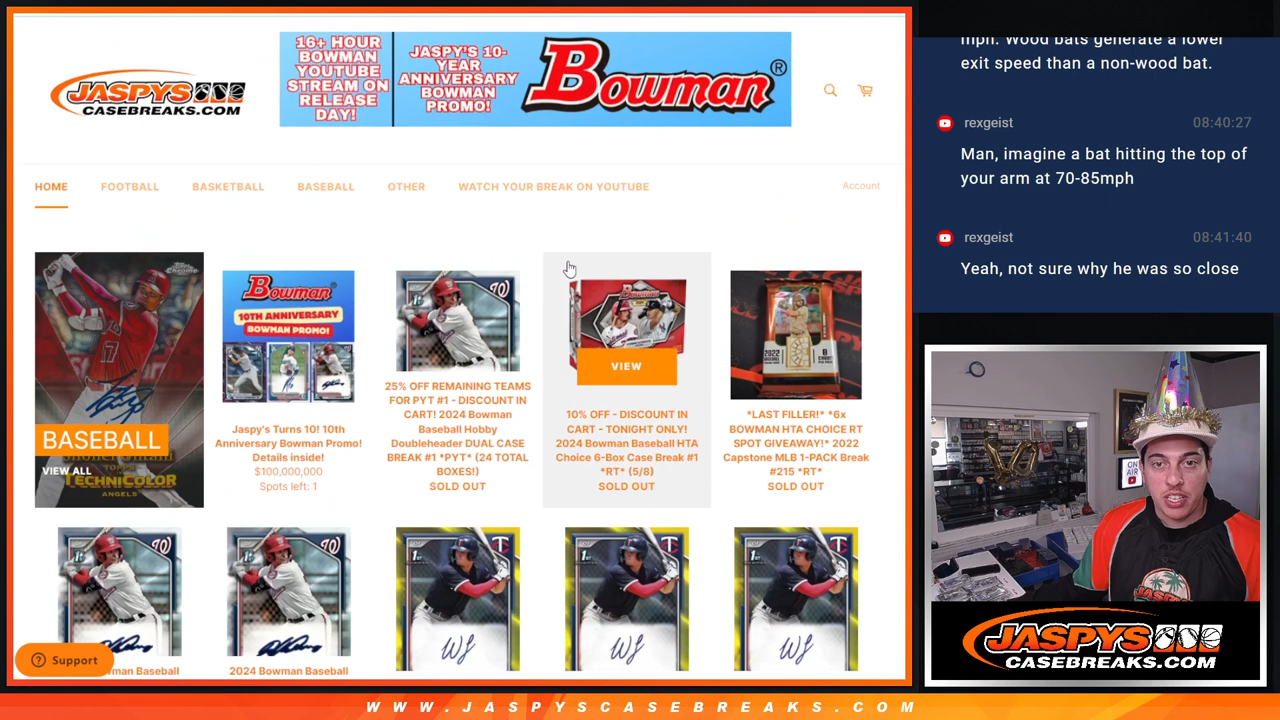 16+ HOUR
BOWMAN
YOUTUBE
STREAM ON
RELEASE
DAY!
JASPY'S 10-
YEAR
ANNIVERSARY
BOWMAN
PROMO!
Bowman®
JASPYS
CASEBREAKS.COM
HOME
FOOTBALL
BASKETBALL
BASEBALL
OTHER
WATCH YOUR BREAK ON YOUTUBE
Account
BASEBALL
VIEW ALL
TECHNICOLOR
ANGELS
Bowman
10TH ANNIVERSARY
BOWMAN PROMO!
Jaspy's Turns 10! 10th
Anniversary Bowman Promo!
Details inside!
$100,000,000
Spots left: 1
25% OFF REMAINING TEAMS
FOR PYT #1 - DISCOUNT IN
CART! 2024 Bowman
Baseball Hobby
Doubleheader DUAL CASE
BREAK #1 *PYT* (24 TOTAL
BOXES!)
SOLD OUT
VIEW
10% OFF - DISCOUNT IN
CART - TONIGHT ONLY!
2024 Bowman Baseball HTA
Choice 6-Box Case Break #1
*RT* (5/8)
SOLD OUT
*LAST FILLER!* *6x
BOWMAN HTA CHOICE RT
SPOT GIVEAWAY!* 2022
Capstone MLB 1-PACK Break
#215 *RT*
SOLD OUT
Support
man Baseball
2024 Bowman Baseball
mph. Wood bats generate a lower
exit speed than a non-wood bat.
rexgeist
08:40:27
Man, imagine a bat hitting the top of
your arm at 70-85mph
rexgeist
08:41:40
Yeah, not sure why he was so close
ON
AIR
JASPYS
CASEBREAKS.COM
WWW.JASPYSCASEBREAKS.COM